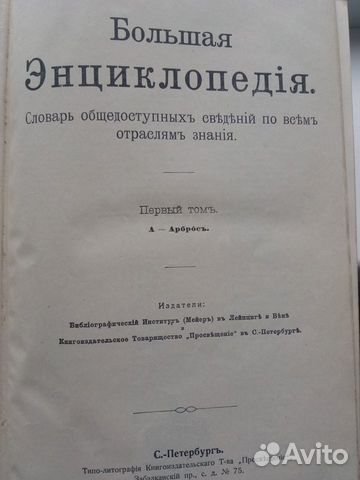 Большая
Энциклопедія.
Словарь общедоступныхъ свѣдѣній по всѣмъ
отраслямъ знанія.
Первый томъ.
А — Арбросъ.
Издатели:
Библіографическій Институтъ (Мейеръ) въ Лейпцигѣ и Вѣнѣ
и
Книгоиздательское Товарищество „Просвѣщеніе" въ С.-Петербургѣ.
С.-Петербургъ.
Типо-литографія Книгоиздательскаго Т-ва
Забалканскій пр., с. д. № 75.
Avito